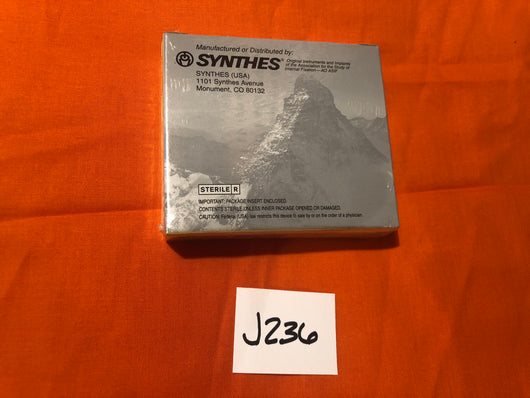 Manufactured or Distributed by:
SYNTHES®
Original Instruments and Implants
of the Association for the Study of
Internal Fixation—AO ASIF
SYNTHES (USA)
1101 Synthes Avenue
Monument, CO 80132
STERILE R
IMPORTANT: PACKAGE INSERT ENCLOSED.
CONTENTS STERILE UNLESS INNER PACKAGE OPENED OR DAMAGED.
CAUTION: Federal (USA) law restricts this device to sale by or on the order of a physician.
J236